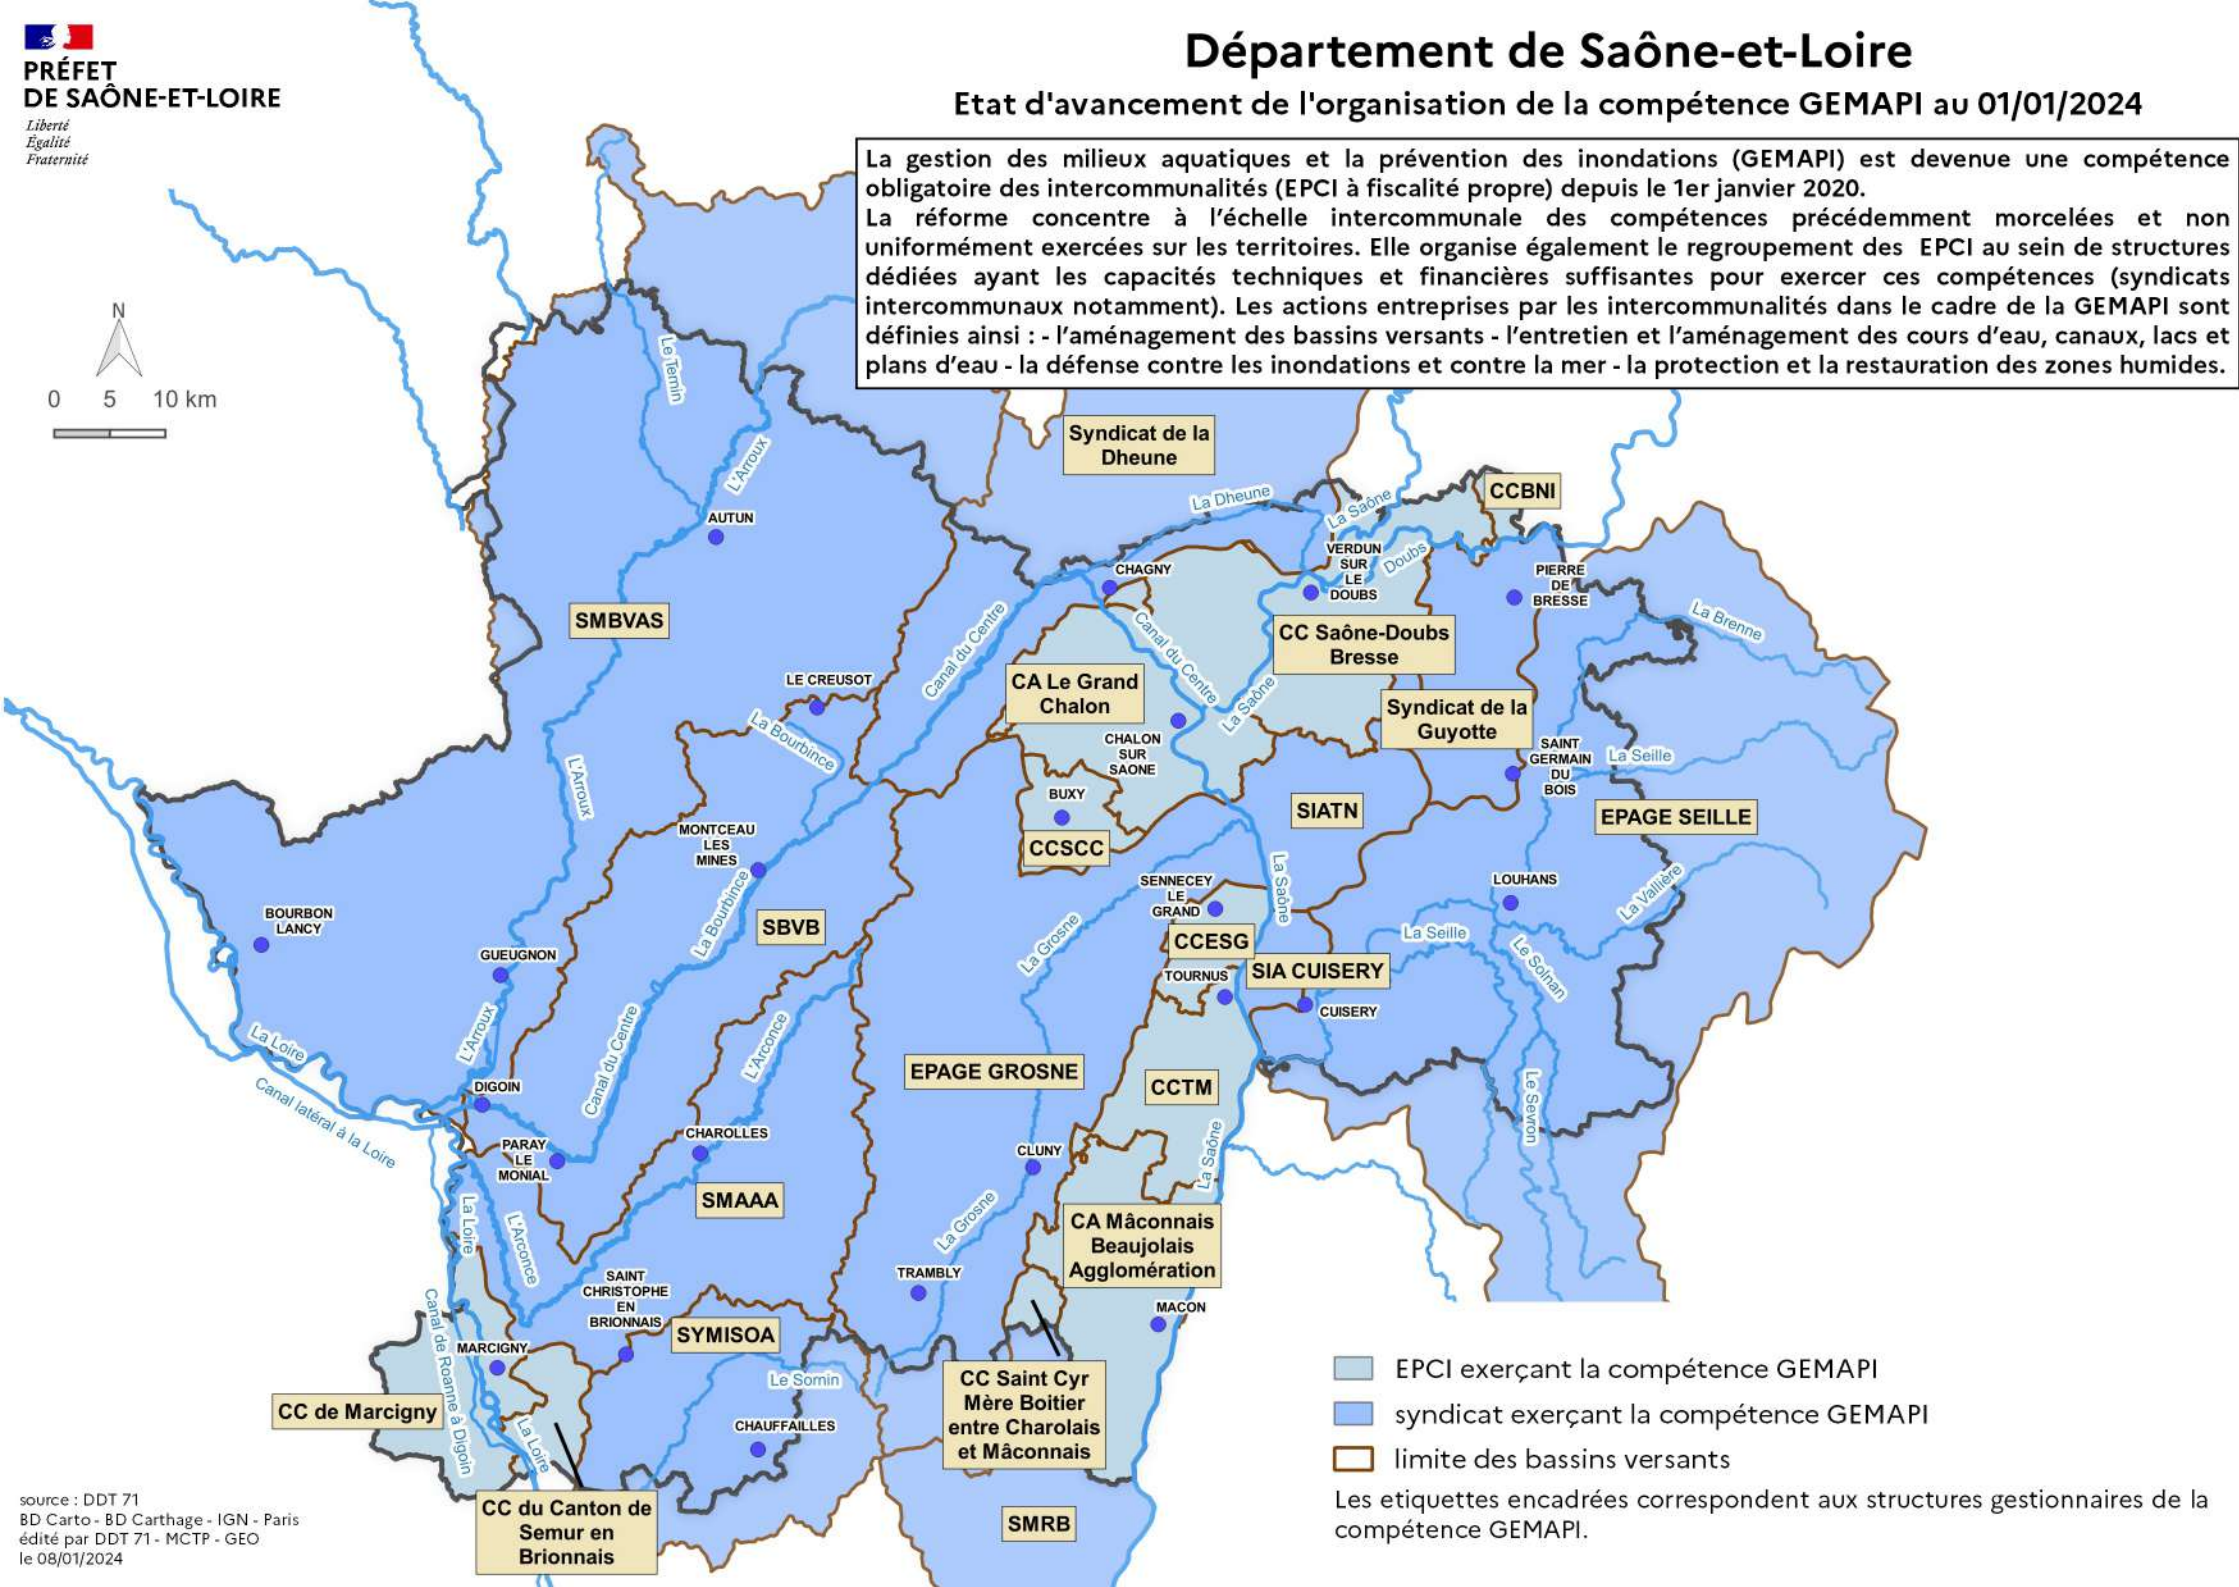 PRÉFET
DE SAÔNE-ET-LOIRE
Liberté
Égalité
Fraternité
Département de Saône-et-Loire
Etat d'avancement de l'organisation de la compétence GEMAPI au 01/01/2024
La gestion des milieux aquatiques et la prévention des inondations (GEMAPI) est devenue une compétence
obligatoire des intercommunalités (EPCI à fiscalité propre) depuis le 1er janvier 2020.
La réforme concentre à l'échelle intercommunale des compétences précédemment morcelées et non
uniformément exercées sur les territoires. Elle organise également le regroupement des EPCI au sein de structures
dédiées ayant les capacités techniques et financières suffisantes pour exercer ces compétences (syndicats
intercommunaux notamment). Les actions entreprises par les intercommunalités dans le cadre de la GEMAPI sont
définies ainsi : - l'aménagement des bassins versants - l'entretien et l'aménagement des cours d'eau, canaux, lacs et
plans d'eau - la défense contre les inondations et contre la mer - la protection et la restauration des zones humides.
N
0 5 10 km
Le Ternin
L'Arroux
Syndicat de la
Dheune
La Dheune
La Saône
CCBNI
AUTUN
VERDUN
SUR
LE
DOUBS
Doubs
CHAGNY
PIERRE
DE
BRESSE
La Brenne
SMBVAS
Canal du Centre
Canal du Centre
CC Saône-Doubs
Bresse
LE CREUSOT
CA Le Grand
Chalon
La Saône
Syndicat de la
Guyotte
La Bourbince
CHALON
SUR
SAONE
SAINT
GERMAIN
DU
BOIS
La Seille
L'Arroux
BUXY
SIATN
EPAGE SEILLE
MONTCEAU
LES
MINES
CCSCC
La Bourbince
SENNECEY
LE
GRAND
La Saône
LOUHANS
La Vallière
BOURBON
LANCY
SBVB
La Grosne
CCESG
La Seille
GUEUGNON
TOURNUS
SIA CUISERY
Le Solnan
CUISERY
La Loire
L'Arroux
Canal du Centre
L'Arconce
EPAGE GROSNE
CCTM
DIGOIN
Le Sevron
Canal latéral à la Loire
PARAY
LE
MONIAL
CHAROLLES
CLUNY
La Saône
SMAAA
La Loire
L'Arconce
La Grosne
CA Mâconnais
Beaujolais
Agglomération
SAINT
CHRISTOPHE
EN
BRIONNAIS
TRAMBLY
MACON
Canal de Roanne à Digoin
MARCIGNY
SYMISOA
Le Sornin
CC de Marcigny
La Loire
CHAUFFAILLES
CC Saint Cyr
Mère Boitier
entre Charolais
et Mâconnais
CC du Canton de
Semur en
Brionnais
SMRB
EPCI exerçant la compétence GEMAPI
syndicat exerçant la compétence GEMAPI
limite des bassins versants
Les etiquettes encadrées correspondent aux structures gestionnaires de la
compétence GEMAPI.
source : DDT 71
BD Carto - BD Carthage - IGN - Paris
édité par DDT 71 - MCTP - GEO
le 08/01/2024